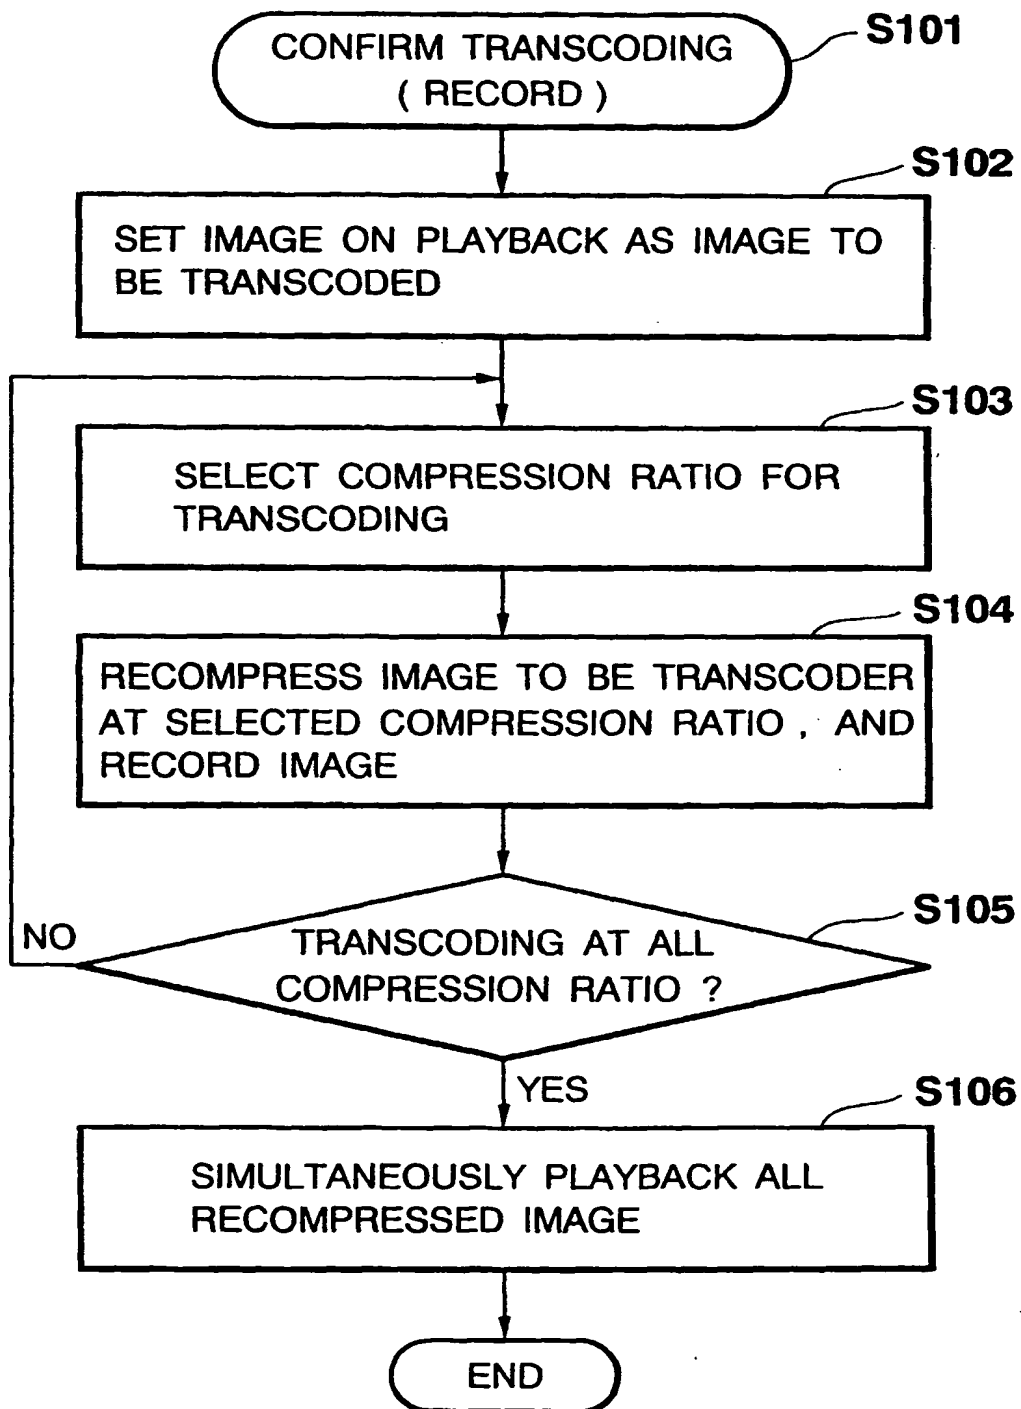 CONFIRM TRANSCODING
( RECORD )
S101
S102
SET IMAGE ON PLAYBACK AS IMAGE TO
BE TRANSCODED
S103
SELECT COMPRESSION RATIO FOR
TRANSCODING
S104
RECOMPRESS IMAGE TO BE TRANSCODER
AT SELECTED COMPRESSION RATIO , AND
RECORD IMAGE
S105
NO
TRANSCODING AT ALL
COMPRESSION RATIO ?
YES
S106
SIMULTANEOUSLY PLAYBACK ALL
RECOMPRESSED IMAGE
END